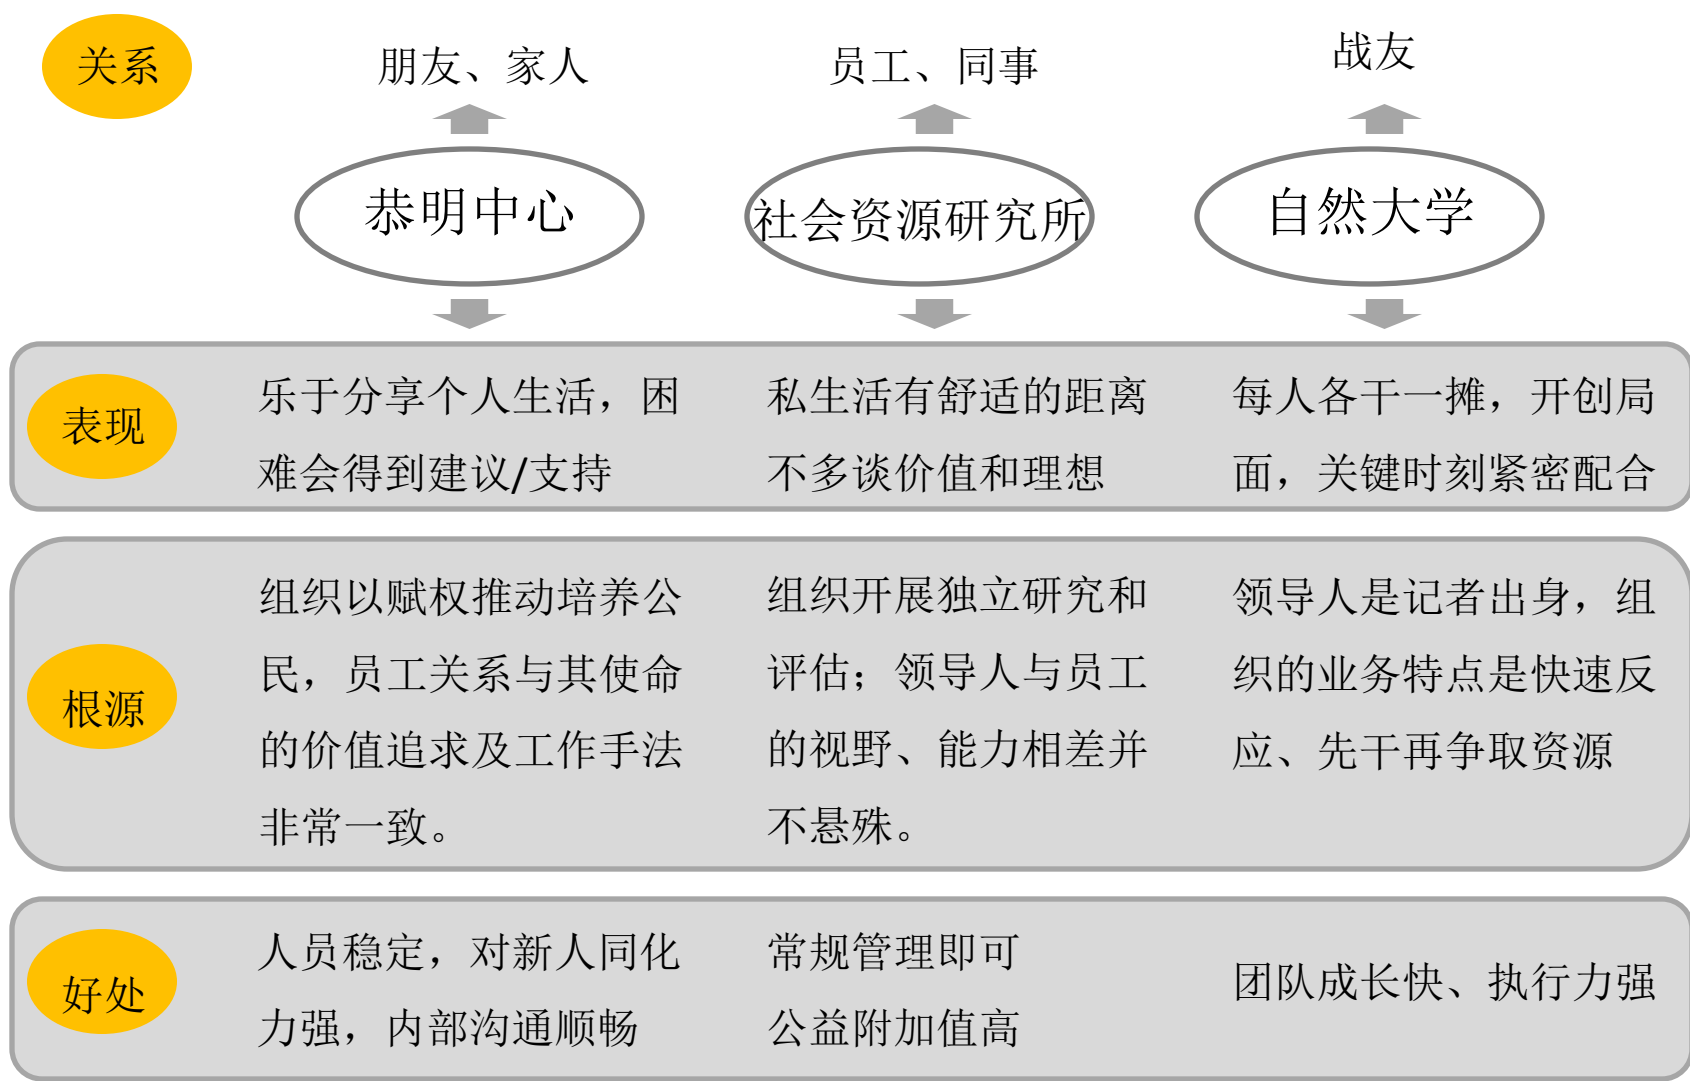 关系
朋友、家人
员工、同事
战友
恭明中心
社会资源研究所
自然大学
表现
乐于分享个人生活，困
难会得到建议/支持
私生活有舒适的距离
不多谈价值和理想
每人各干一摊，开创局
面，关键时刻紧密配合
根源
组织以赋权推动培养公
民，员工关系与其使命
的价值追求及工作手法
非常一致。
组织开展独立研究和
评估；领导人与员工
的视野、能力相差并
不悬殊。
领导人是记者出身，组
织的业务特点是快速反
应、先干再争取资源
好处
人员稳定，对新人同化
力强，内部沟通顺畅
常规管理即可
公益附加值高
团队成长快、执行力强